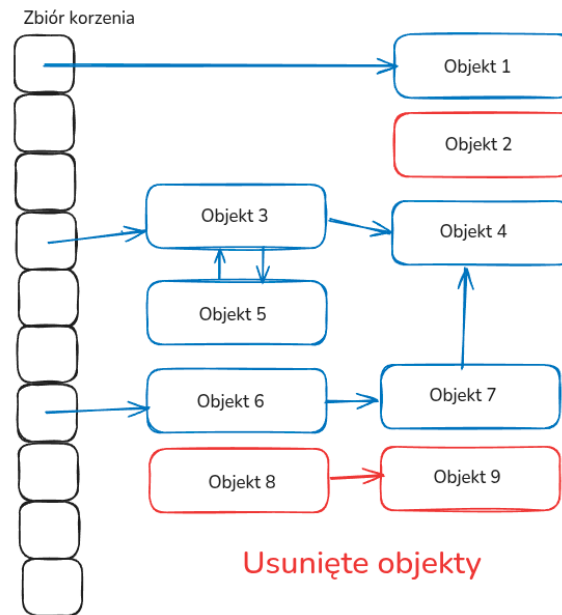 Zbiór korzenia
Objekt 1
Objekt 2
Objekt 3
Objekt 4
Objekt 5
Objekt 6
Objekt 7
Objekt 8
Objekt 9
Usunięte objekty